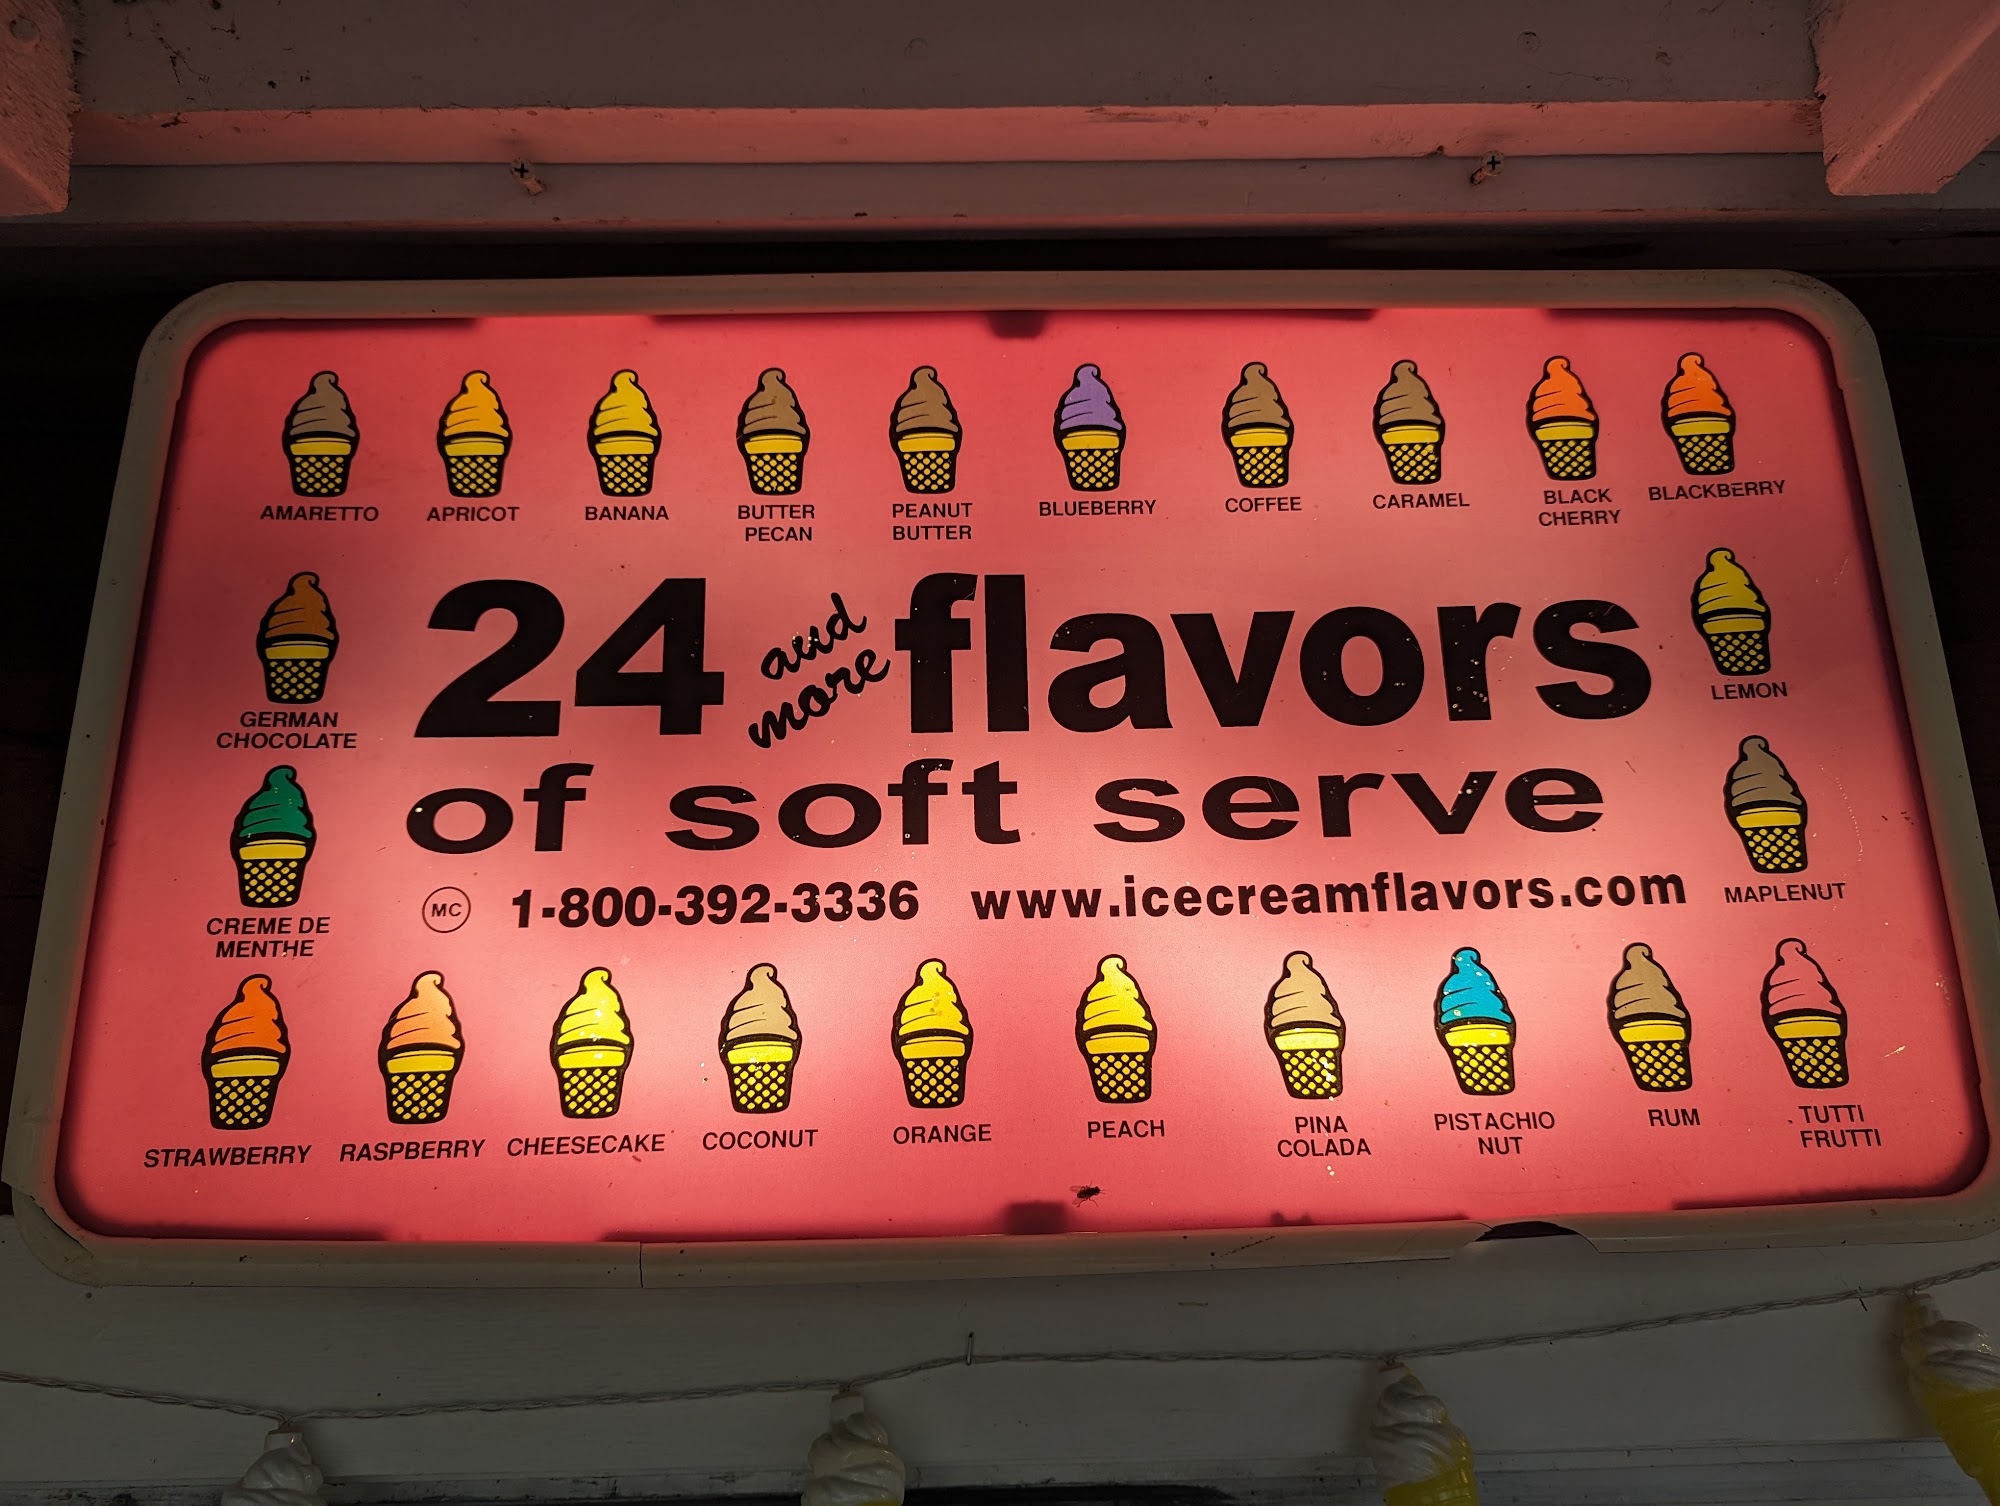 AMARETTO
APRICOT
BANANA
BUTTER
PECAN
PEANUT
BUTTER
BLUEBERRY
COFFEE
CARAMEL
BLACK
CHERRY
BLACKBERRY
GERMAN
CHOCOLATE
24 and more flavors
LEMON
of soft serve
CREME DE
MENTHE
MC 1-800-392-3336 www.icecreamflavors.com
MAPLENUT
STRAWBERRY
RASPBERRY
CHEESECAKE
COCONUT
ORANGE
PEACH
PINA
COLADA
PISTACHIO
NUT
RUM
TUTTI
FRUTTI